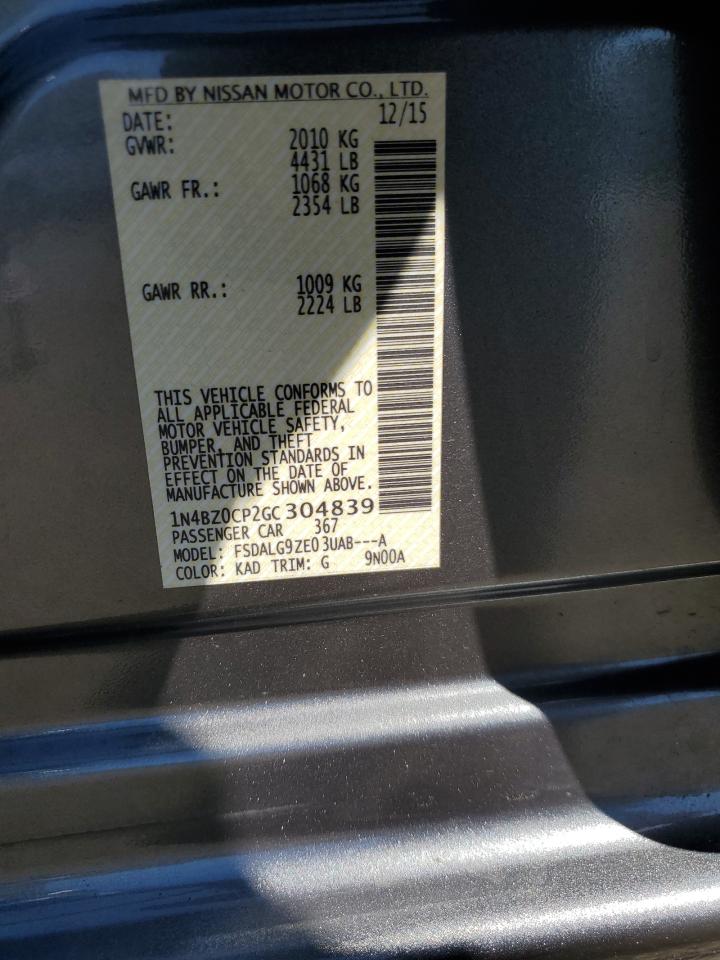 MFD BY NISSAN MOTOR CO., LTD.
DATE: 12/15
GVWR: 2010 KG
4431 LB
GAWR FR.: 1068 KG
2354 LB
GAWR RR.: 1009 KG
2224 LB
THIS VEHICLE CONFORMS TO
ALL APPLICABLE FEDERAL
MOTOR VEHICLE SAFETY,
BUMPER, AND THEFT
PREVENTION STANDARDS IN
EFFECT ON THE DATE OF
MANUFACTURE SHOWN ABOVE.
1N4BZ0CP2GC304839
PASSENGER CAR 367
MODEL: FSDALG9ZE03UAB---A
COLOR: KAD TRIM: G 9N00A